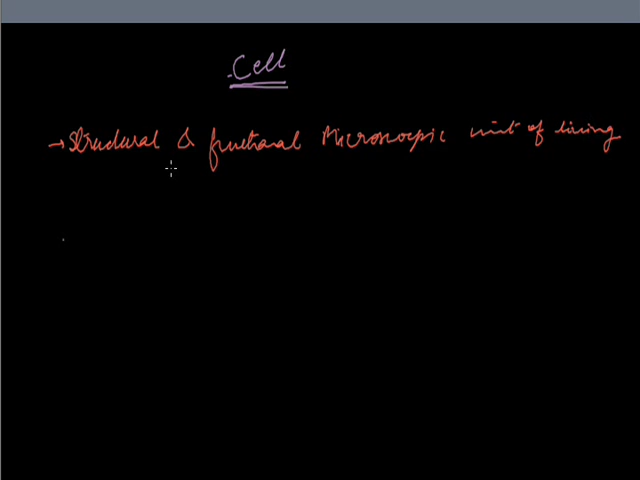 Cell
→ Structural & functional Microscopic unit of living